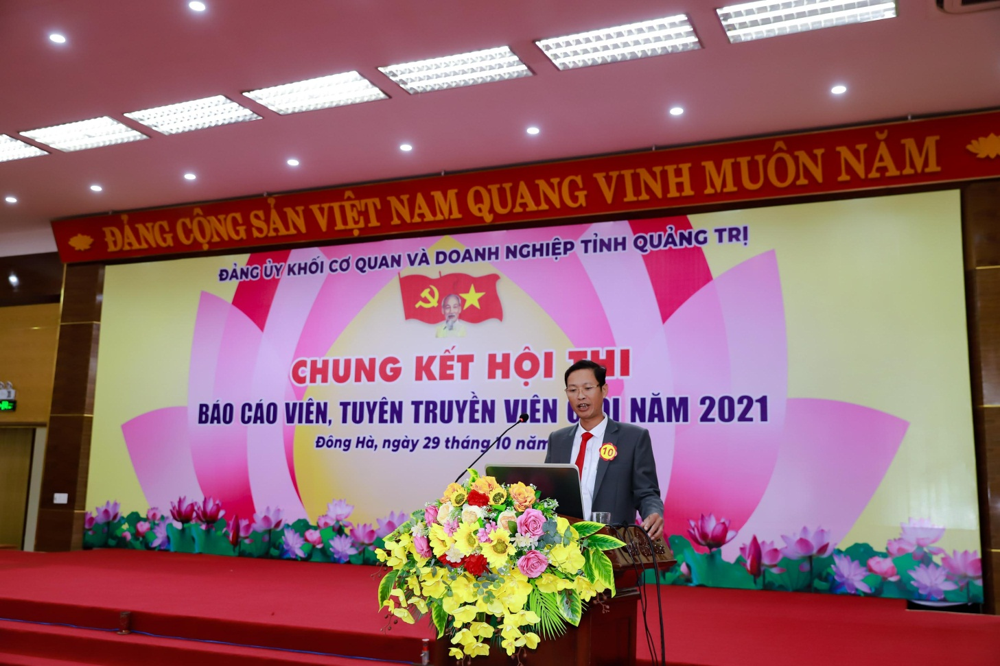 ĐẢNG CỘNG SẢN VIỆT NAM QUANG VINH MUÔN NĂM
ĐẢNG ỦY KHỐI CƠ QUAN VÀ DOANH NGHIỆP TỈNH QUẢNG TRỊ
CHUNG KẾT HỘI THI
BÁO CÁO VIÊN, TUYÊN TRUYỀN VIÊN NĂM 2021
Đông Hà, ngày 29 tháng 10 năm
10